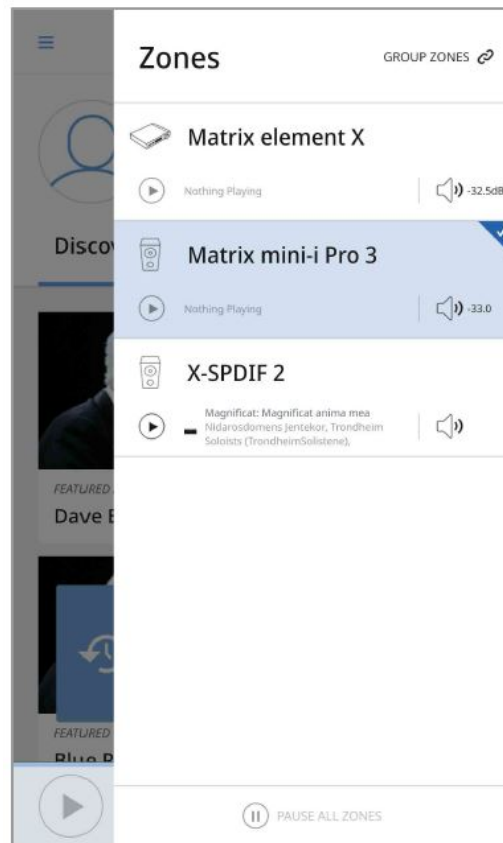 Zones
GROUP ZONES
Matrix element X
Nothing Playing
-32.5dB
Discov
Matrix mini-i Pro 3
Nothing Playing
-33.0
X-SPDIF 2
Magnificat: Magnificat anima mea
Nidarosdomens Jentekor, Trondheim
Soloists (TrondheimSolistene),
FEATURED
Dave B
FEATURED
Blue R
PAUSE ALL ZONES